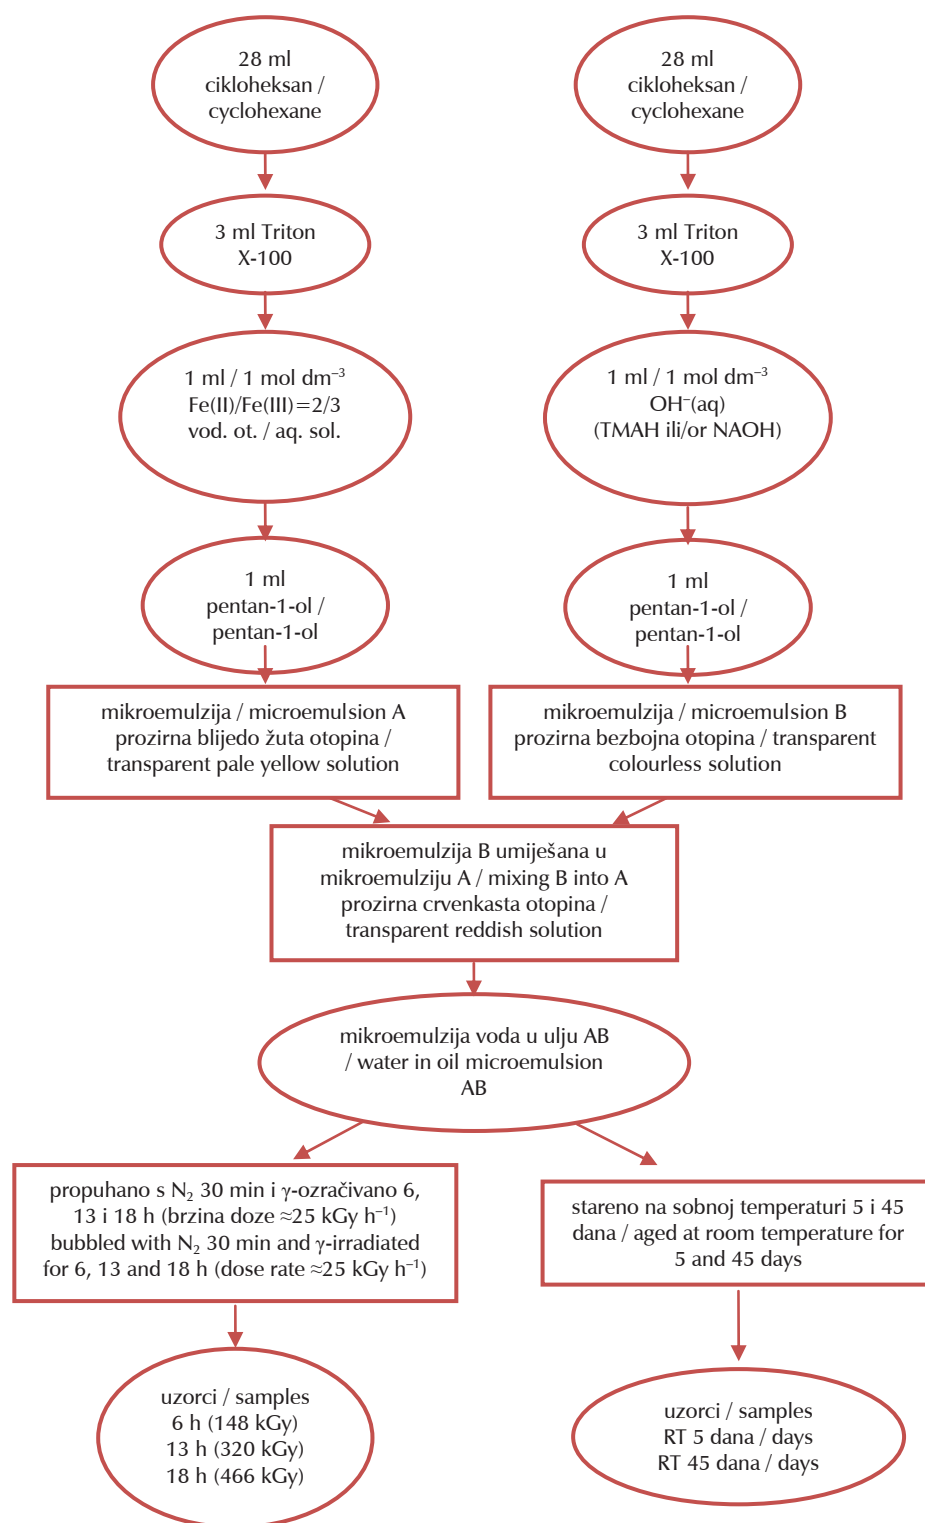 28 ml
cikloheksan /
cyclohexane
28 ml
cikloheksan /
cyclohexane
3 ml Triton
X-100
3 ml Triton
X-100
1 ml / 1 mol dm⁻³
Fe(II)/Fe(III)=2/3
vod. ot. / aq. sol.
1 ml / 1 mol dm⁻³
OH⁻(aq)
(TMAH ili/or NAOH)
1 ml
pentan-1-ol /
pentan-1-ol
1 ml
pentan-1-ol /
pentan-1-ol
mikroemulzija / microemulsion A
prozirna blijedo žuta otopina /
transparent pale yellow solution
mikroemulzija / microemulsion B
prozirna bezbojna otopina / transparent
colourless solution
mikroemulzija B umiješana u
mikroemulziju A / mixing B into A
prozirna crvenkasta otopina /
transparent reddish solution
mikroemulzija voda u ulju AB
/ water in oil microemulsion
AB
propuhano s N₂ 30 min i γ-ozračivano 6,
13 i 18 h (brzina doze ≈25 kGy h⁻¹)
bubbled with N₂ 30 min and γ-irradiated
for 6, 13 and 18 h (dose rate ≈25 kGy h⁻¹)
stareno na sobnoj temperaturi 5 i 45
dana / aged at room temperature for
5 and 45 days
uzorci / samples
6 h (148 kGy)
13 h (320 kGy)
18 h (466 kGy)
uzorci / samples
RT 5 dana / days
RT 45 dana / days